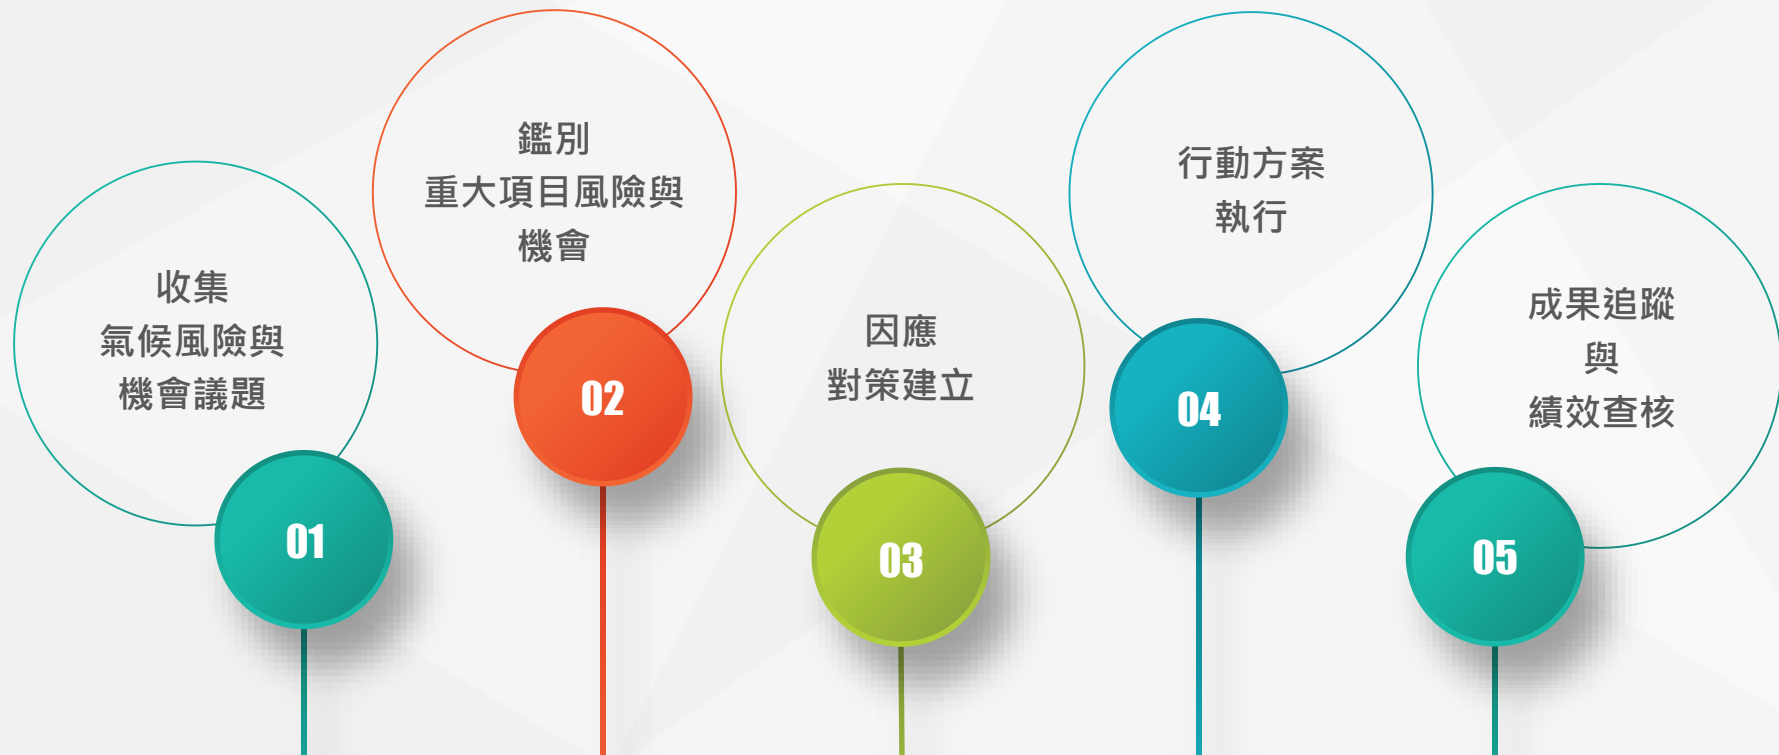 收集
氣候風險與
機會議題
01
鑑別
重大項目風險與
機會
02
因應
對策建立
03
行動方案
執行
04
成果追蹤
與
績效查核
05